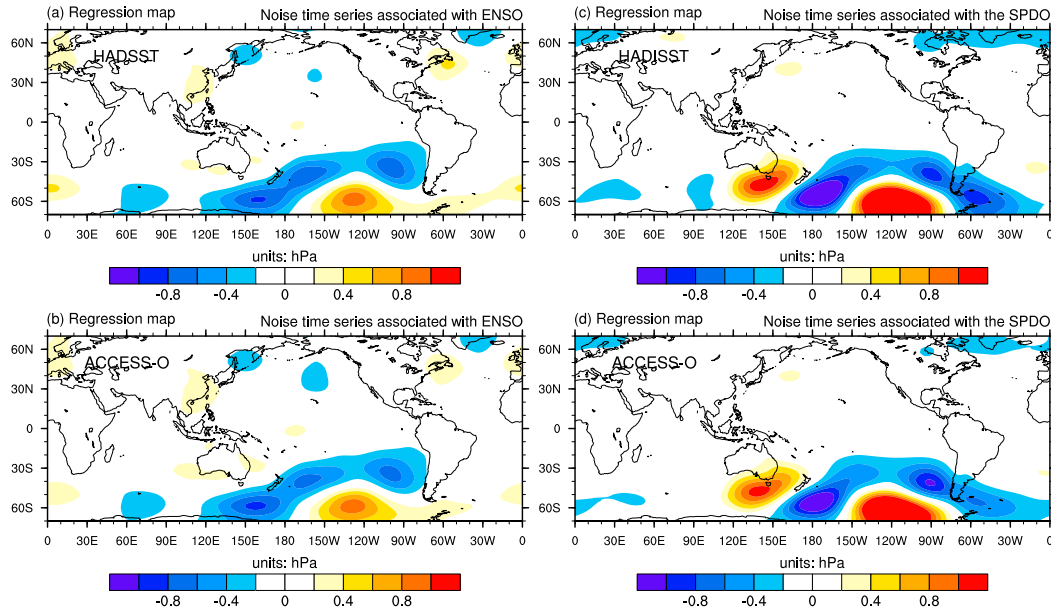 (a) Regression map Noise time series associated with ENSO
HADSST
60N
30N
0
30S
60S
0 30E 60E 90E 120E 150E 180 150W 120W 90W 60W 30W 0
units: hPa
-0.8 -0.4 0 0.4 0.8
(c) Regression map Noise time series associated with the SPDO
HADISST
60N
30N
0
30S
60S
0 30E 60E 90E 120E 150E 180 150W 120W 90W 60W 30W 0
units: hPa
-0.8 -0.4 0 0.4 0.8
(b) Regression map Noise time series associated with ENSO
ACCESS-O
60N
30N
0
30S
60S
0 30E 60E 90E 120E 150E 180 150W 120W 90W 60W 30W 0
units: hPa
-0.8 -0.4 0 0.4 0.8
(d) Regression map Noise time series associated with the SPDO
ACCESS-O
60N
30N
0
30S
60S
0 30E 60E 90E 120E 150E 180 150W 120W 90W 60W 30W 0
units: hPa
-0.8 -0.4 0 0.4 0.8